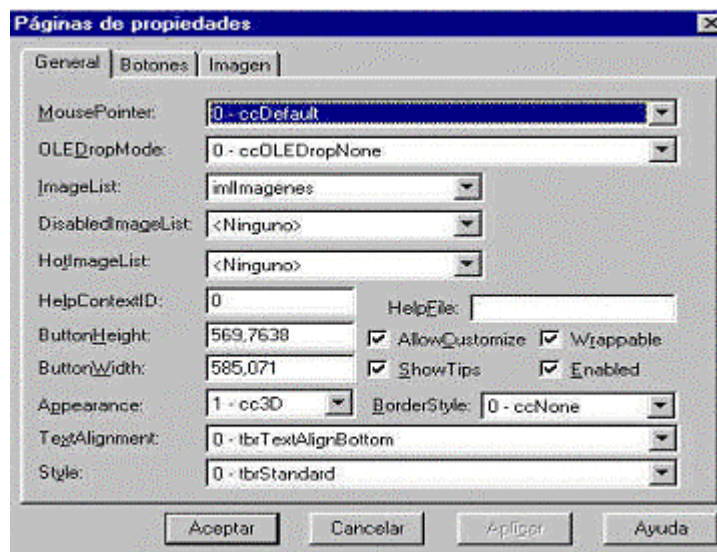 Páginas de propiedades
General Botones Imagen
MousePointer: 0 - ccDefault
OLEDropMode: 0 - ccOLEDropNone
ImageList: imlImagenes
DisabledImageList: <Ninguno>
HotImageList: <Ninguno>
HelpContextID: 0 HelpFile:
ButtonHeight: 569,7638 AllowCustomize Wrappable
ButtonWidth: 585,071 ShowTips Enabled
Appearance: 1 - cc3D BorderStyle: 0 - ccNone
TextAlignment: 0 - tbrTextAlignBottom
Style: 0 - tbrStandard
Aceptar Cancelar Aplicar Ayuda